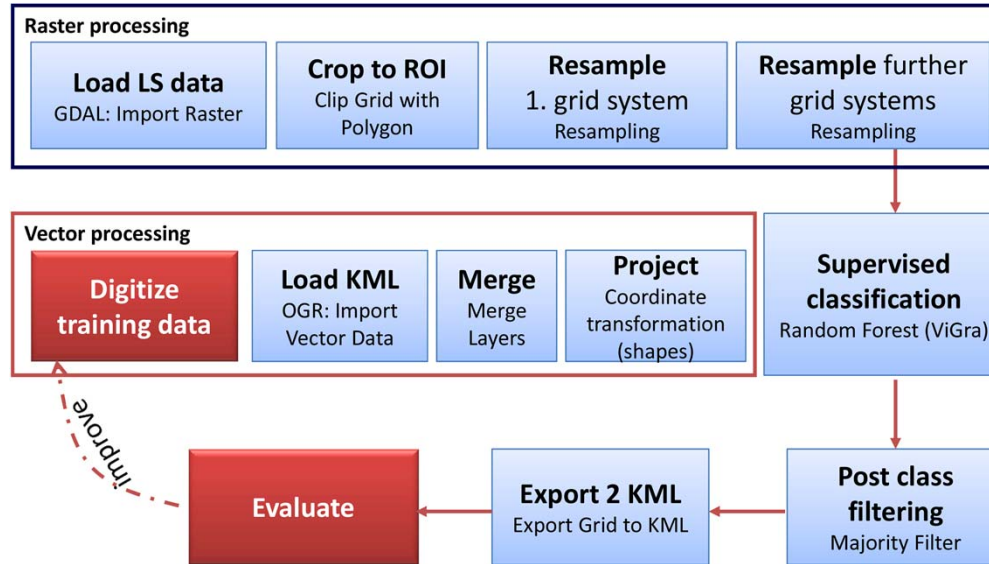 Raster processing
Load LS data
GDAL: Import Raster
Crop to ROI
Clip Grid with
Polygon
Resample
1. grid system
Resampling
Resample further
grid systems
Resampling
Vector processing
Digitize
training data
Load KML
OGR: Import
Vector Data
Merge
Merge
Layers
Project
Coordinate
transformation
(shapes)
Supervised
classification
Random Forest (ViGra)
improve
Evaluate
Export 2 KML
Export Grid to KML
Post class
filtering
Majority Filter